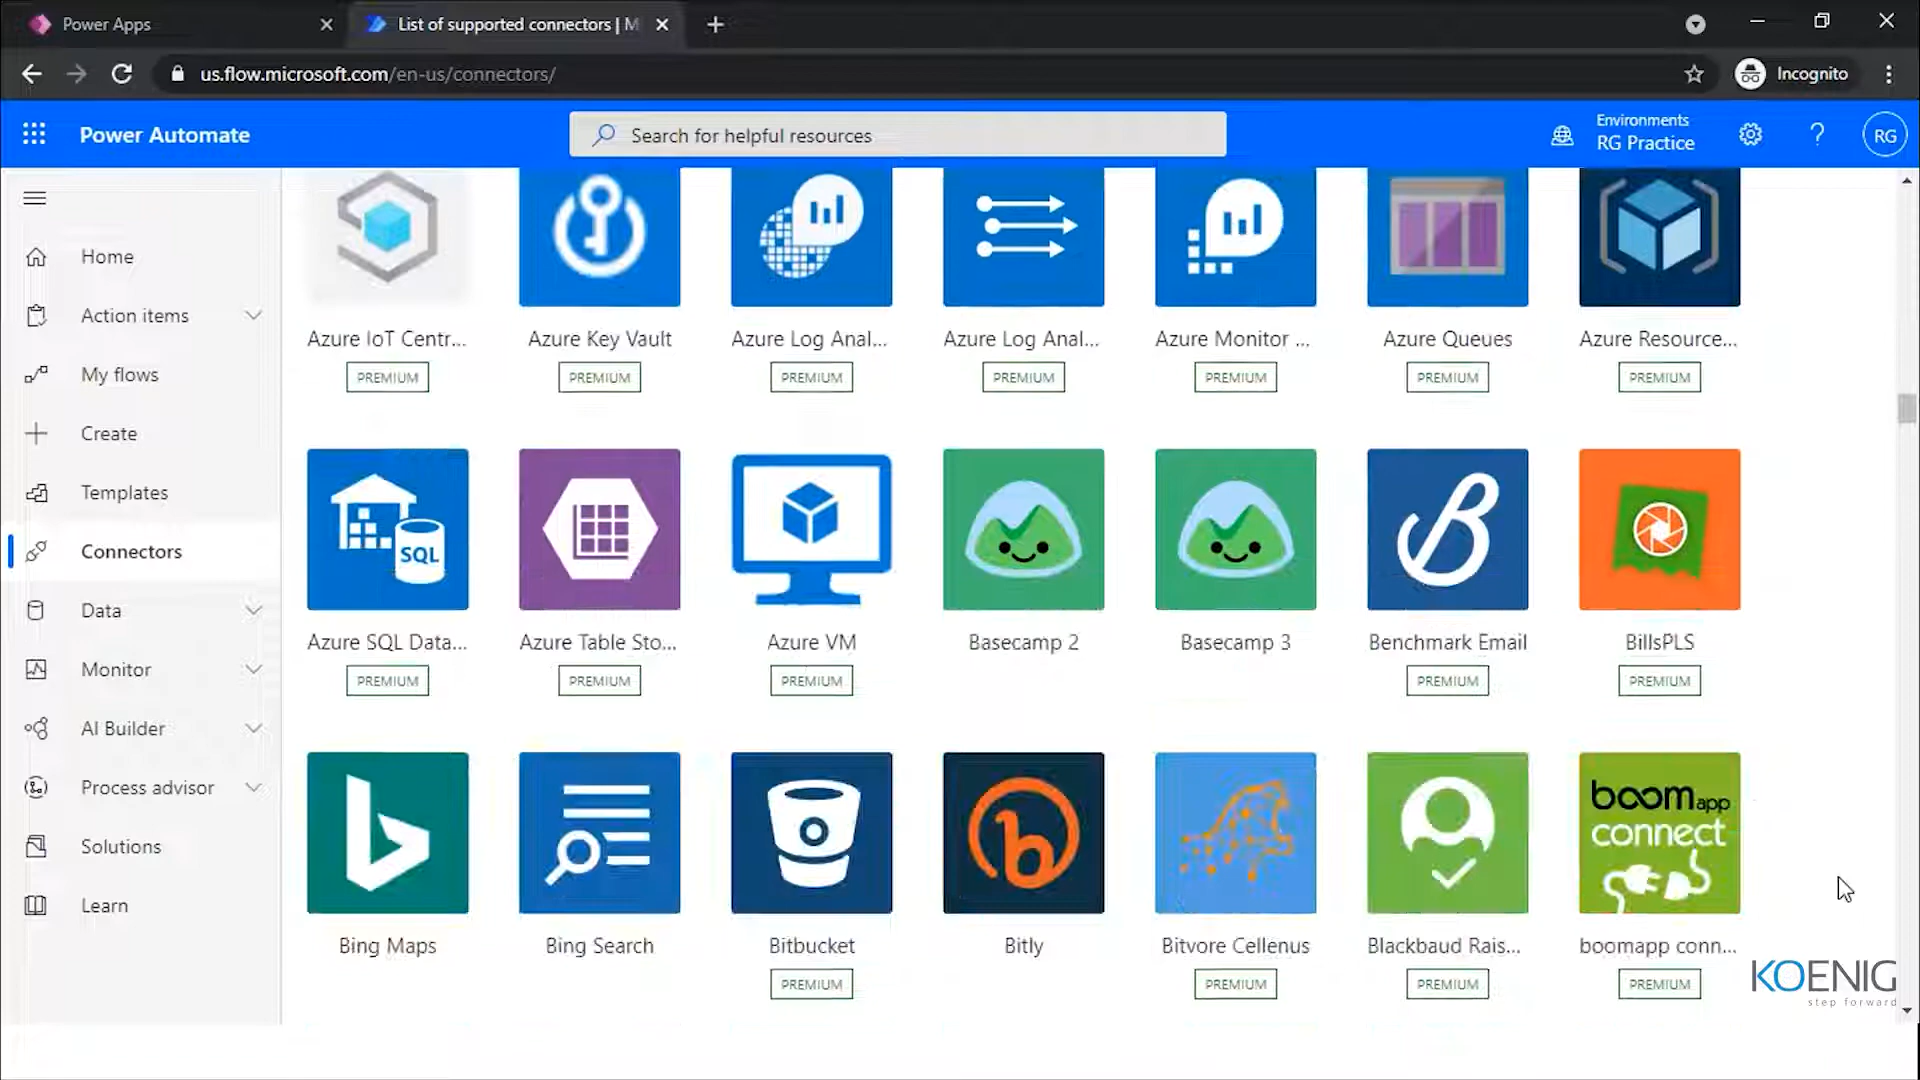 Power Apps
List of supported connectors | M
us.flow.microsoft.com/en-us/connectors/
Incognito
Power Automate
Search for helpful resources
Environments
RG Practice
?
RG
Home
Action items
My flows
Create
Templates
Connectors
Data
Monitor
AI Builder
Process advisor
Solutions
Learn
Azure IoT Centr...
Azure Key Vault
Azure Log Anal...
Azure Log Anal...
Azure Monitor ...
Azure Queues
Azure Resource...
PREMIUM
PREMIUM
PREMIUM
PREMIUM
PREMIUM
PREMIUM
PREMIUM
SQL
Azure SQL Data...
Azure Table Sto...
Azure VM
Basecamp 2
Basecamp 3
Benchmark Email
BillsPLS
PREMIUM
PREMIUM
PREMIUM
PREMIUM
PREMIUM
boomapp
connect
Bing Maps
Bing Search
Bitbucket
Bitly
Bitvore Cellenus
Blackbaud Rais...
boomapp conn...
PREMIUM
PREMIUM
PREMIUM
PREMIUM
KOENIG
step forward